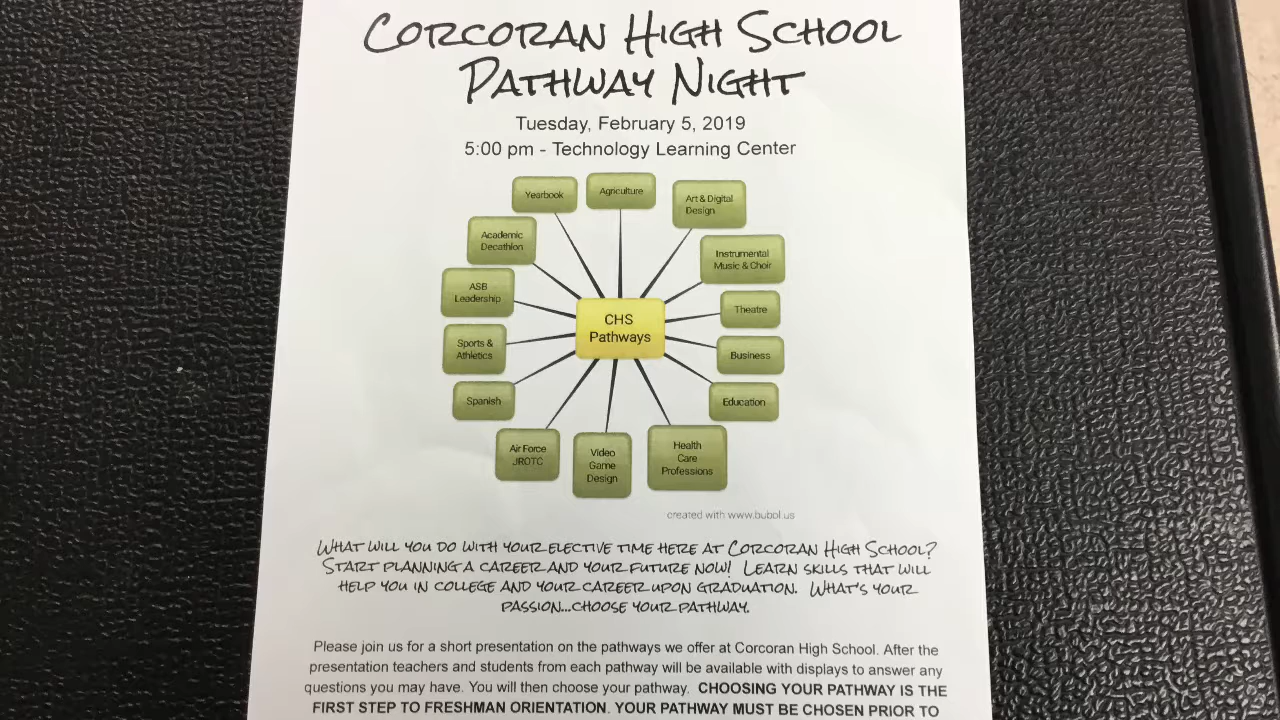 CORCORAN HIGH SCHOOL
PATHWAY NIGHT
Tuesday, February 5, 2019
5:00 pm - Technology Learning Center
Yearbook
Agriculture
Art & Digital
Design
Academic
Decathlon
Instrumental
Music & Choir
ASB
Leadership
Theatre
CHS
Pathways
Sports &
Athletics
Business
Spanish
Education
Air Force
JROTC
Video
Game
Design
Health
Care
Professions
created with www.bubbl.us
WHAT WILL YOU DO WITH YOUR ELECTIVE TIME HERE AT CORCORAN HIGH SCHOOL?
START PLANNING A CAREER AND YOUR FUTURE NOW! LEARN SKILLS THAT WILL
HELP YOU IN COLLEGE AND YOUR CAREER UPON GRADUATION. WHAT'S YOUR
PASSION...CHOOSE YOUR PATHWAY.
Please join us for a short presentation on the pathways we offer at Corcoran High School. After the
presentation teachers and students from each pathway will be available with displays to answer any
questions you may have. You will then choose your pathway. CHOOSING YOUR PATHWAY IS THE
FIRST STEP TO FRESHMAN ORIENTATION. YOUR PATHWAY MUST BE CHOSEN PRIOR TO